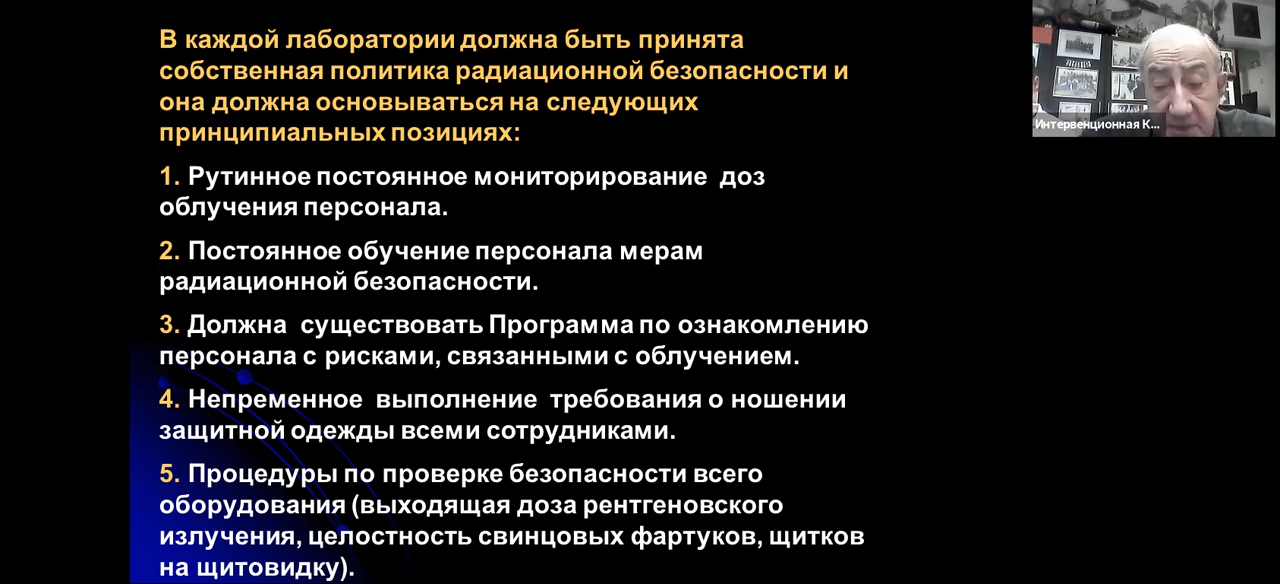 В каждой лаборатории должна быть принята
собственная политика радиационной безопасности и
она должна основываться на следующих
принципиальных позициях:
1. Рутинное постоянное мониторирование доз
облучения персонала.
2. Постоянное обучение персонала мерам
радиационной безопасности.
3. Должна существовать Программа по ознакомлению
персонала с рисками, связанными с облучением.
4. Непременное выполнение требования о ношении
защитной одежды всеми сотрудниками.
5. Процедуры по проверке безопасности всего
оборудования (выходящая доза рентгеновского
излучения, целостность свинцовых фартуков, щитков
на щитовидку).
Интервенционная К...